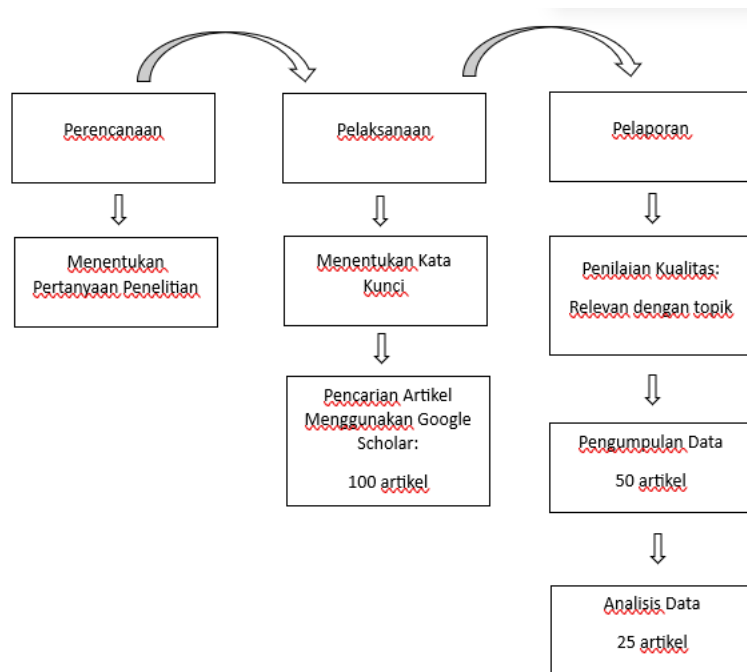 Perencanaan
Menentukan
Pertanyaan Penelitian
Pelaksanaan
Menentukan Kata
Kunci
Pencarian Artikel
Menggunakan Google
Scholar:
100 artikel
Pelaporan
Penilaian Kualitas:
Relevan dengan topik
Pengumpulan Data
50 artikel
Analisis Data
25 artikel